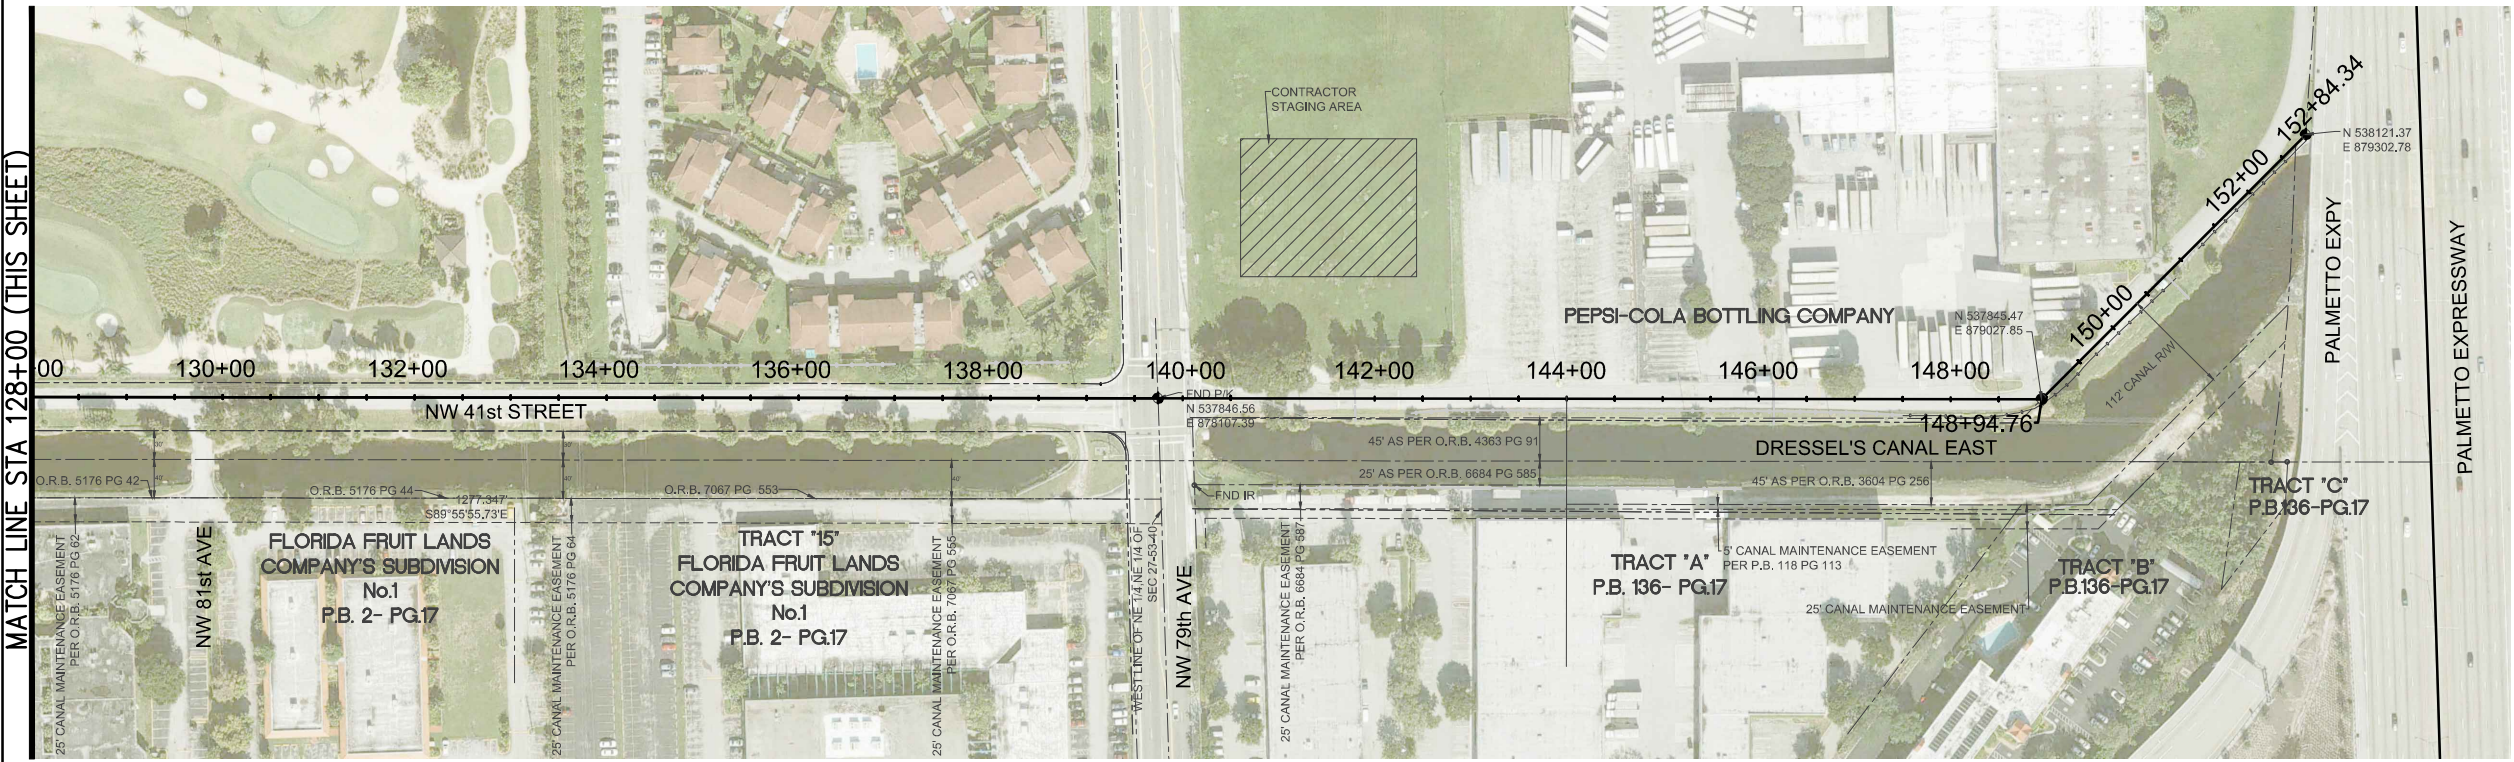 MATCH LINE STA 128+00 (THIS SHEET)
CONTRACTOR
STAGING AREA
152+84.34
N 538121.37
E 879302.78
152+00
150+00
PALMETTO EXPY
PALMETTO EXPRESSWAY
PEPSI-COLA BOTTLING COMPANY
N 537845.47
E 879027.85
112' CANAL R/W
00
130+00
132+00
134+00
136+00
138+00
140+00
142+00
144+00
146+00
148+00
NW 41st STREET
FND P/K
N 537846.56
E 878107.39
148+94.76
DRESSEL'S CANAL EAST
45' AS PER O.R.B. 4363 PG 91
25' AS PER O.R.B. 6684 PG 585
45' AS PER O.R.B. 3604 PG 256
30'
40'
30'
40'
40'
O.R.B. 5176 PG 42
O.R.B. 5176 PG 44
1277.347'
S89°55'55.73"E
O.R.B. 7067 PG 553
FND IR
25' CANAL MAINTENANCE EASEMENT
PER O.R.B. 5176 PG 62
NW 81st AVE
FLORIDA FRUIT LANDS
COMPANY'S SUBDIVISION
No.1
P.B. 2- PG.17
25' CANAL MAINTENANCE EASEMENT
PER O.R.B. 5176 PG 64
TRACT "15"
FLORIDA FRUIT LANDS
COMPANY'S SUBDIVISION
No.1
P.B. 2- PG.17
25' CANAL MAINTENANCE EASEMENT
PER O.R.B. 7067 PG 555
WEST LINE OF NE 1/4,NE 1/4 OF
SEC 27-53-40
NW 79th AVE
25' CANAL MAINTENANCE EASEMENT
PER O.R.B. 6684 PG 587
TRACT "A"
P.B. 136- PG.17
5' CANAL MAINTENANCE EASEMENT
PER P.B. 118 PG 113
25' CANAL MAINTENANCE EASEMENT
TRACT "B"
P.B.136-PG.17
TRACT "C"
P.B.136-PG.17